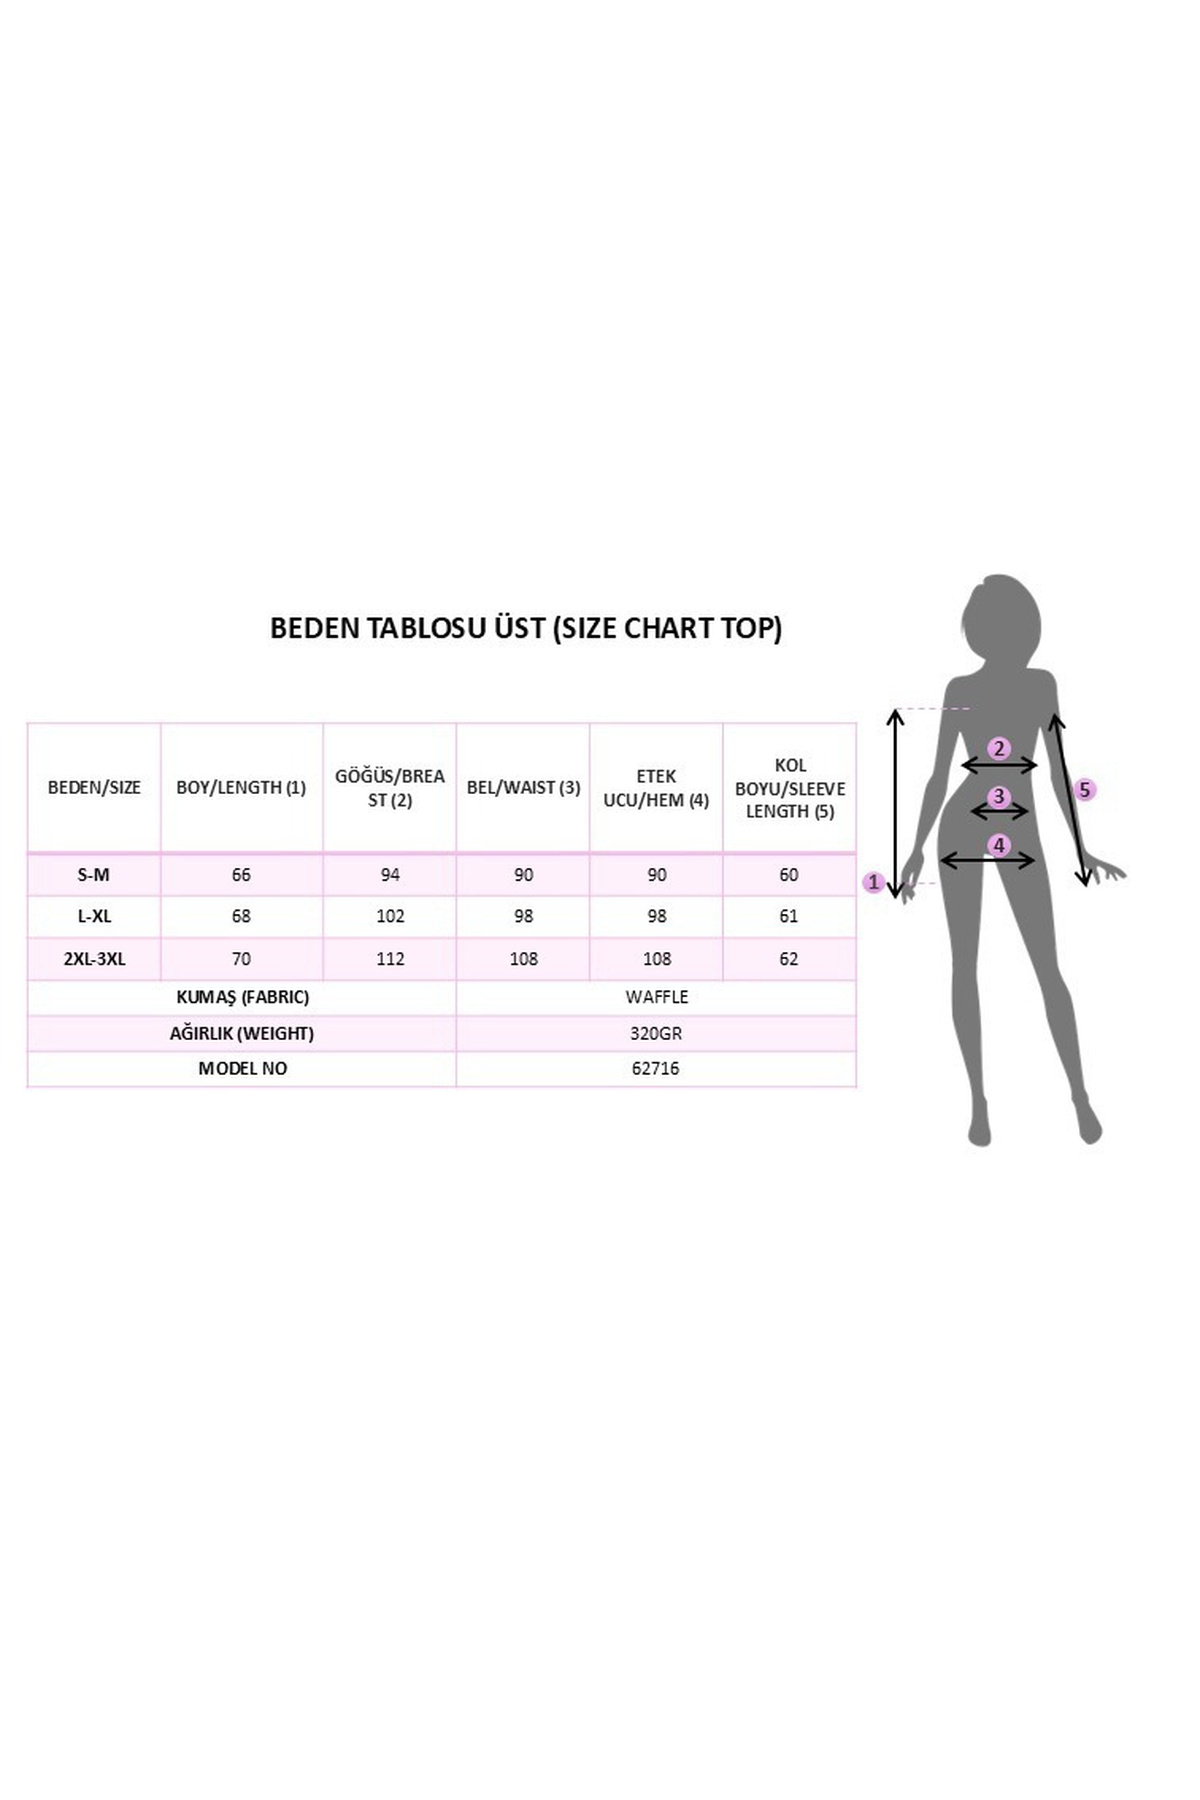 BEDEN TABLOSU ÜST (SIZE CHART TOP)
BEDEN/SIZE
BOY/LENGTH (1)
GÖĞÜS/BREA
ST (2)
BEL/WAIST (3)
ETEK
UCU/HEM (4)
KOL
BOYU/SLEEVE
LENGTH (5)
S-M 66 94 90 90 60
L-XL 68 102 98 98 61
2XL-3XL 70 112 108 108 62
KUMAŞ (FABRIC) WAFFLE
AĞIRLIK (WEIGHT) 320GR
MODEL NO 62716
2
3
5
4
1